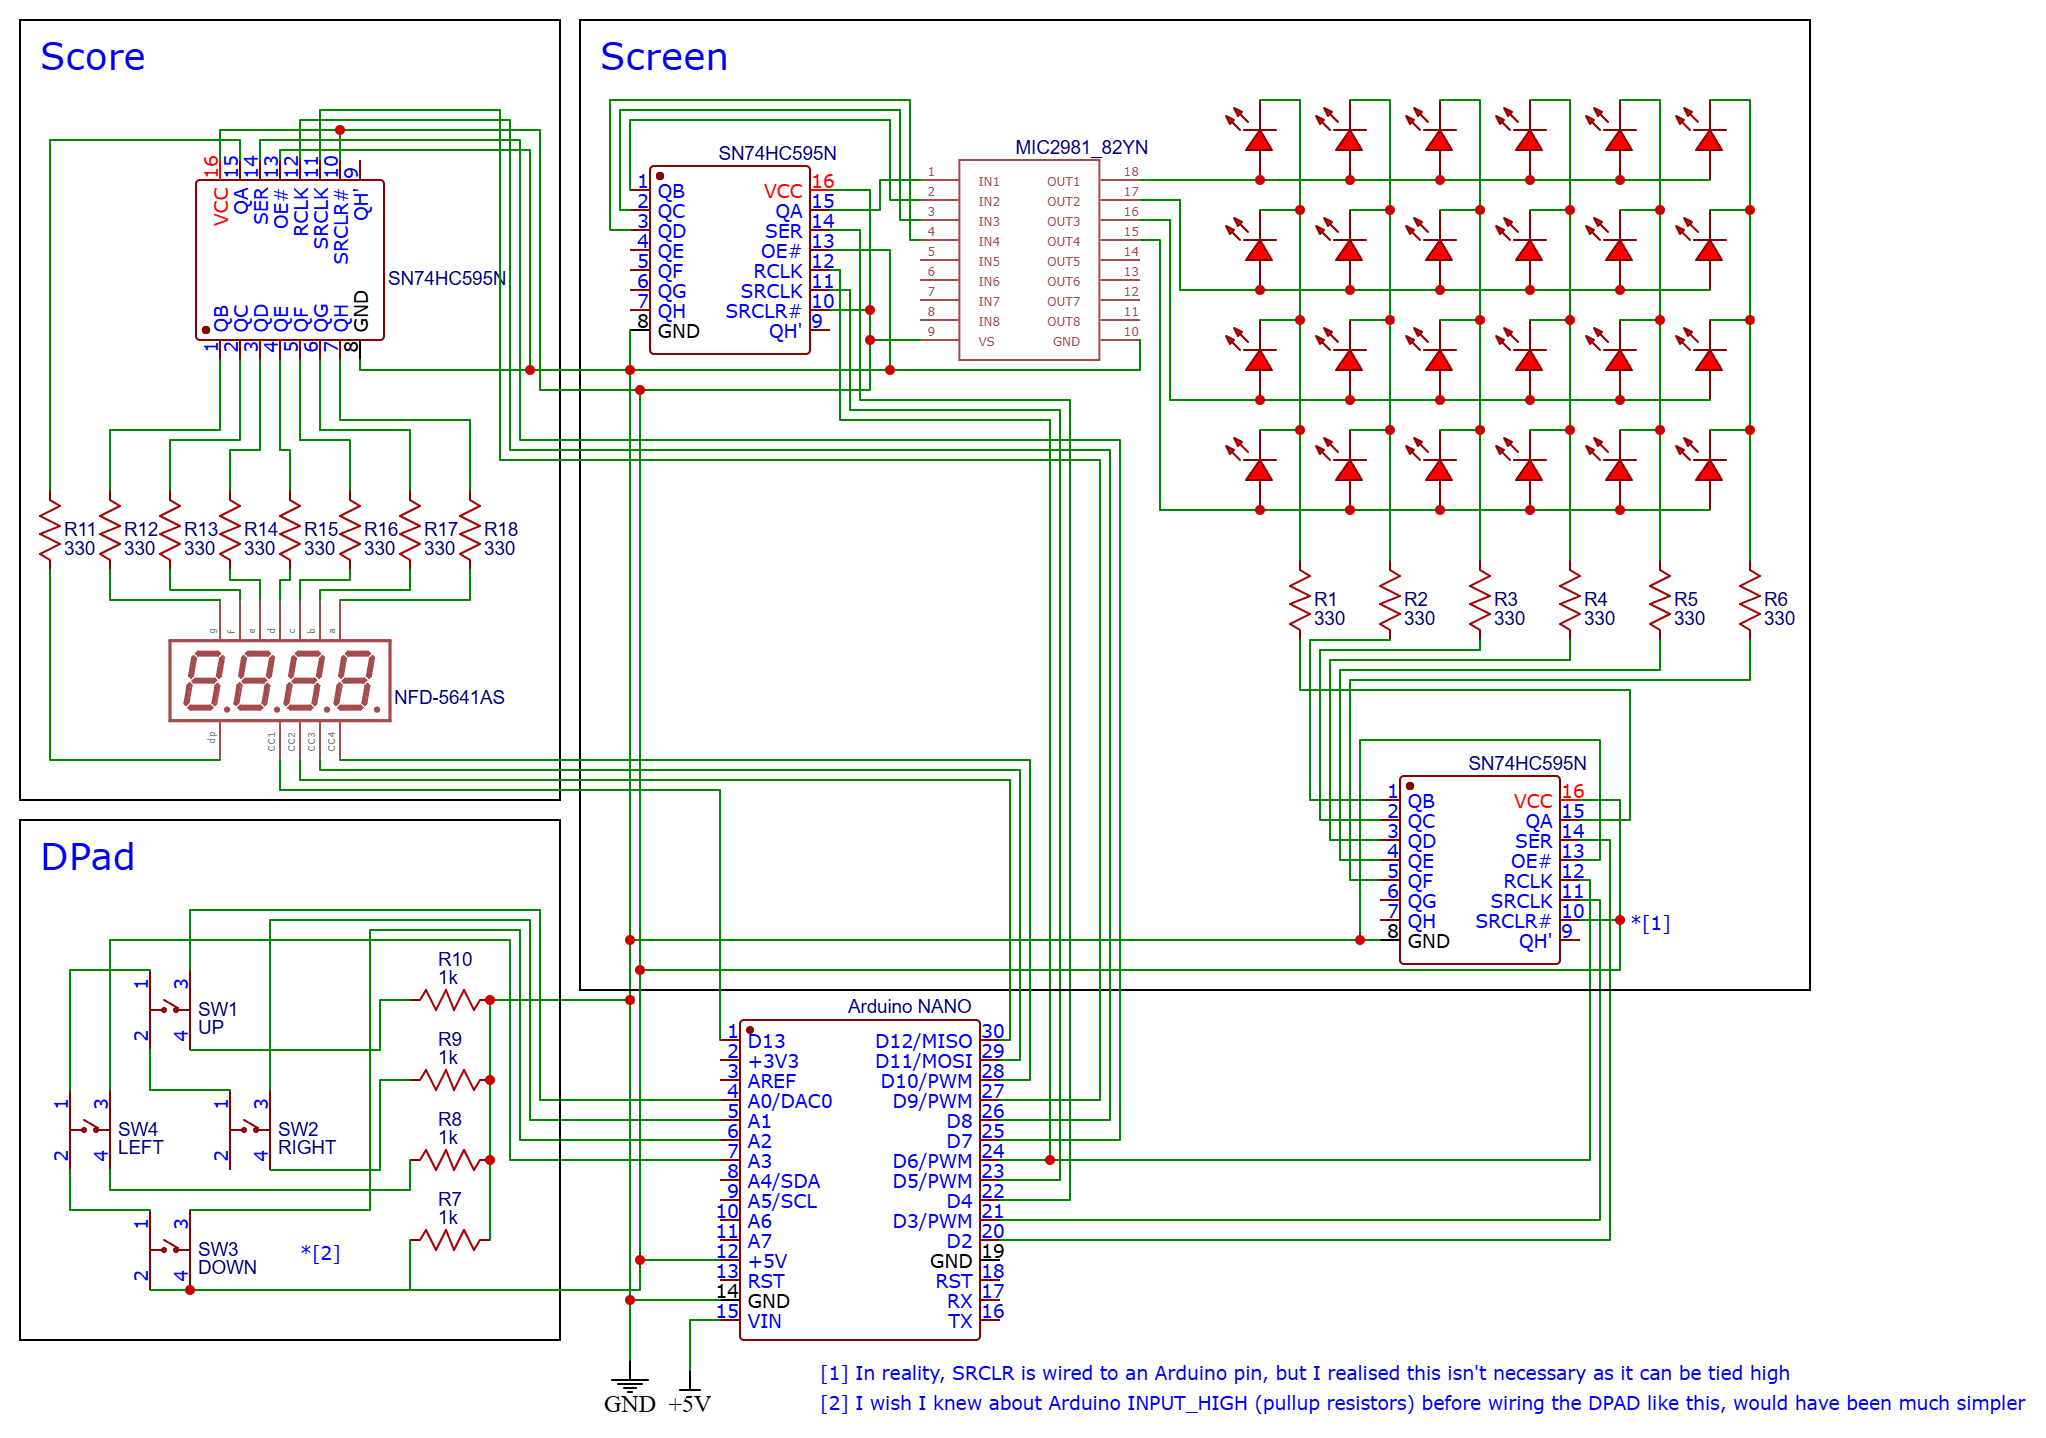 Score
16 15 14 13 12 11 10 9
VCC QA SER OE# RCLK SRCLK SRCLR# QH'
SN74HC595N
QB QC QD QE QF QG QH GND
1 2 3 4 5 6 7 8
R11 R12 R13 R14 R15 R16 R17 R18
330 330 330 330 330 330 330 330
g f e d c b a
NFD-5641AS
dp CC1 CC2 CC3 CC4
Screen
SN74HC595N
1 QB VCC 16
2 QC QA 15
3 QD SER 14
4 QE OE# 13
5 QF RCLK 12
6 QG SRCLK 11
7 QH SRCLR# 10
8 GND QH' 9
MIC2981_82YN
1 IN1 OUT1 18
2 IN2 OUT2 17
3 IN3 OUT3 16
4 IN4 OUT4 15
5 IN5 OUT5 14
6 IN6 OUT6 13
7 IN7 OUT7 12
8 IN8 OUT8 11
9 VS GND 10
R1 R2 R3 R4 R5 R6
330 330 330 330 330 330
SN74HC595N
1 QB VCC 16
2 QC QA 15
3 QD SER 14
4 QE OE# 13
5 QF RCLK 12
6 QG SRCLK 11
7 QH SRCLR# 10 *[1]
8 GND QH' 9
DPad
R10
1k
1 3
SW1
UP
2 4
R9
1k
1 3
SW4
LEFT
2 4
1 3
SW2
RIGHT
2 4
R8
1k
R7
1k
1 3
SW3
DOWN
2 4
*[2]
Arduino NANO
1 D13 D12/MISO 30
2 +3V3 D11/MOSI 29
3 AREF D10/PWM 28
4 A0/DAC0 D9/PWM 27
5 A1 D8 26
6 A2 D7 25
7 A3 D6/PWM 24
8 A4/SDA D5/PWM 23
9 A5/SCL D4 22
10 A6 D3/PWM 21
11 A7 D2 20
12 +5V GND 19
13 RST RST 18
14 GND RX 17
15 VIN TX 16
GND +5V
[1] In reality, SRCLR is wired to an Arduino pin, but I realised this isn't necessary as it can be tied high
[2] I wish I knew about Arduino INPUT_HIGH (pullup resistors) before wiring the DPAD like this, would have been much simpler